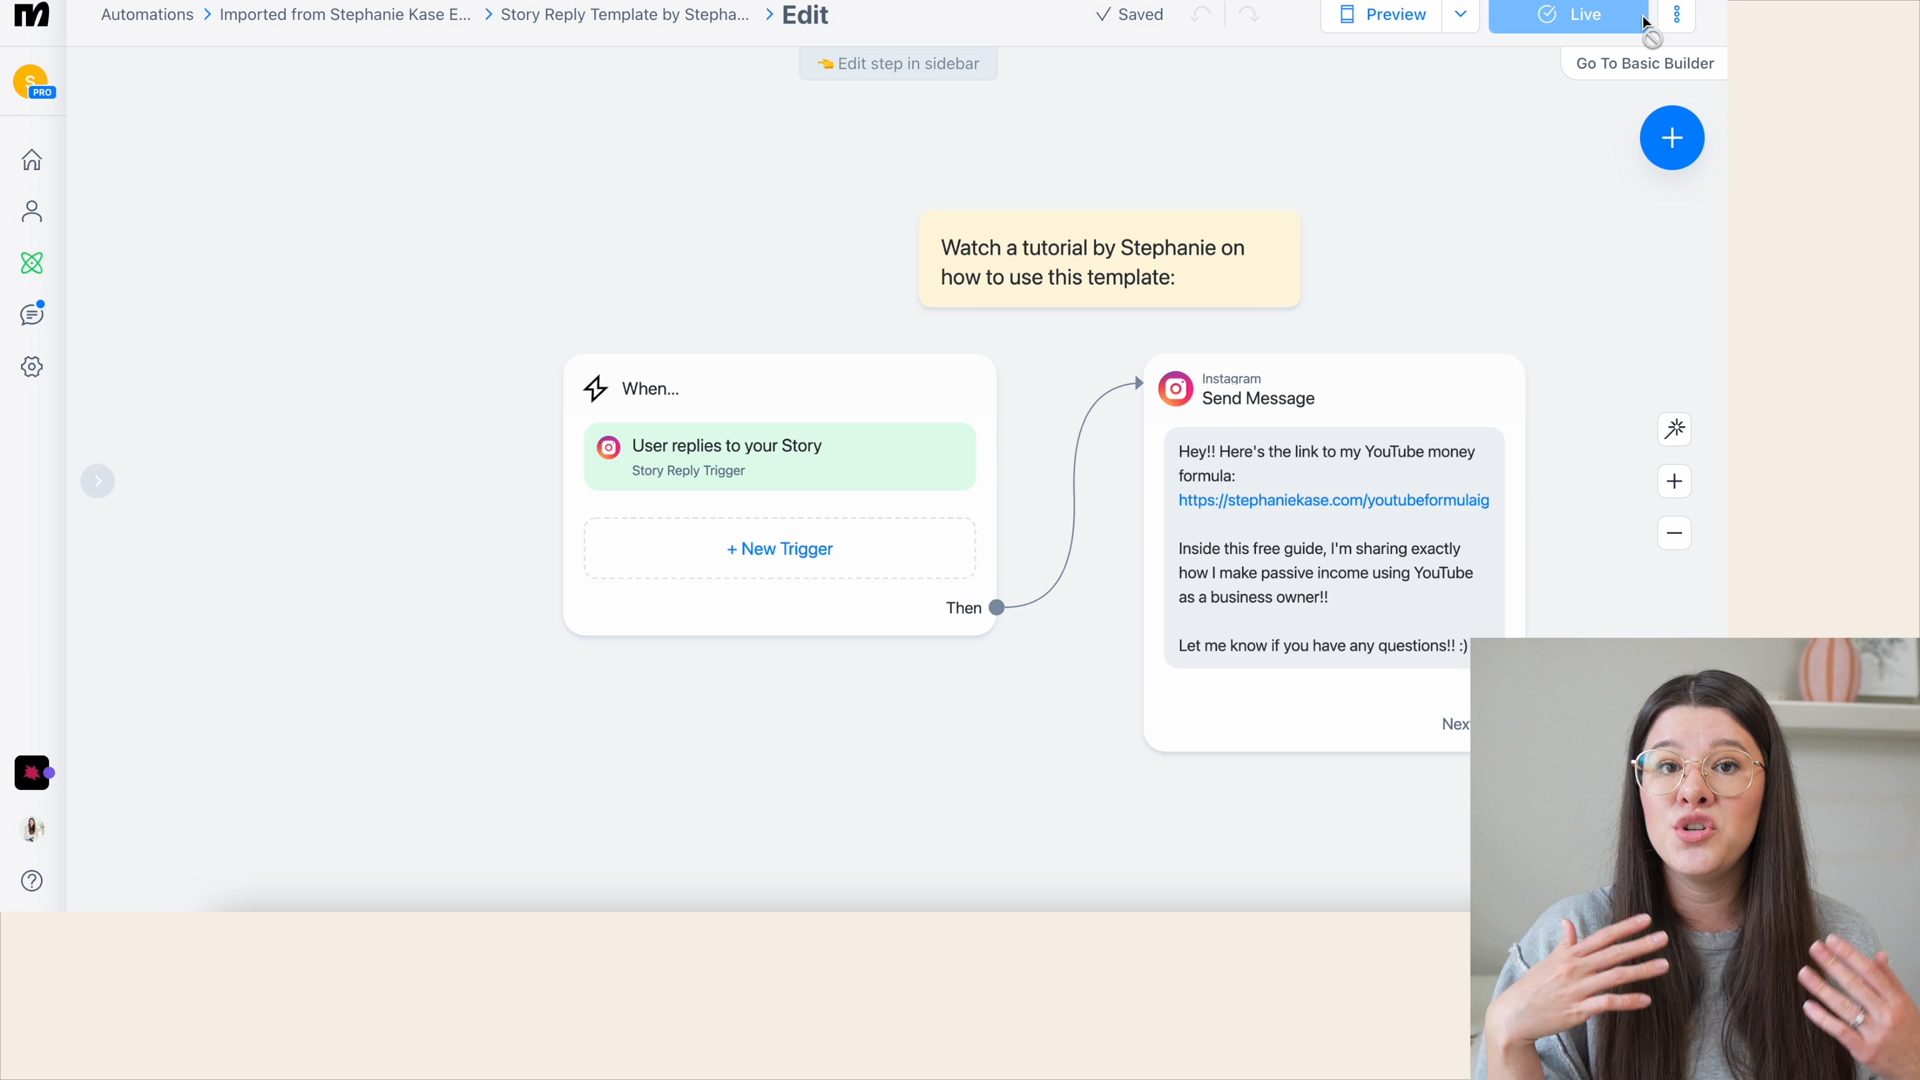 Automations > Imported from Stephanie Kase E... > Story Reply Template by Stepha... > Edit
Saved
Preview
Live
👈 Edit step in sidebar
Go To Basic Builder
S
PRO
Watch a tutorial by Stephanie on
how to use this template:
When...
User replies to your Story
Story Reply Trigger
+ New Trigger
Then
Instagram
Send Message
Hey!! Here's the link to my YouTube money
formula:
https://stephaniekase.com/youtubeformulaig
Inside this free guide, I'm sharing exactly
how I make passive income using YouTube
as a business owner!!
Let me know if you have any questions!! :)
Nex